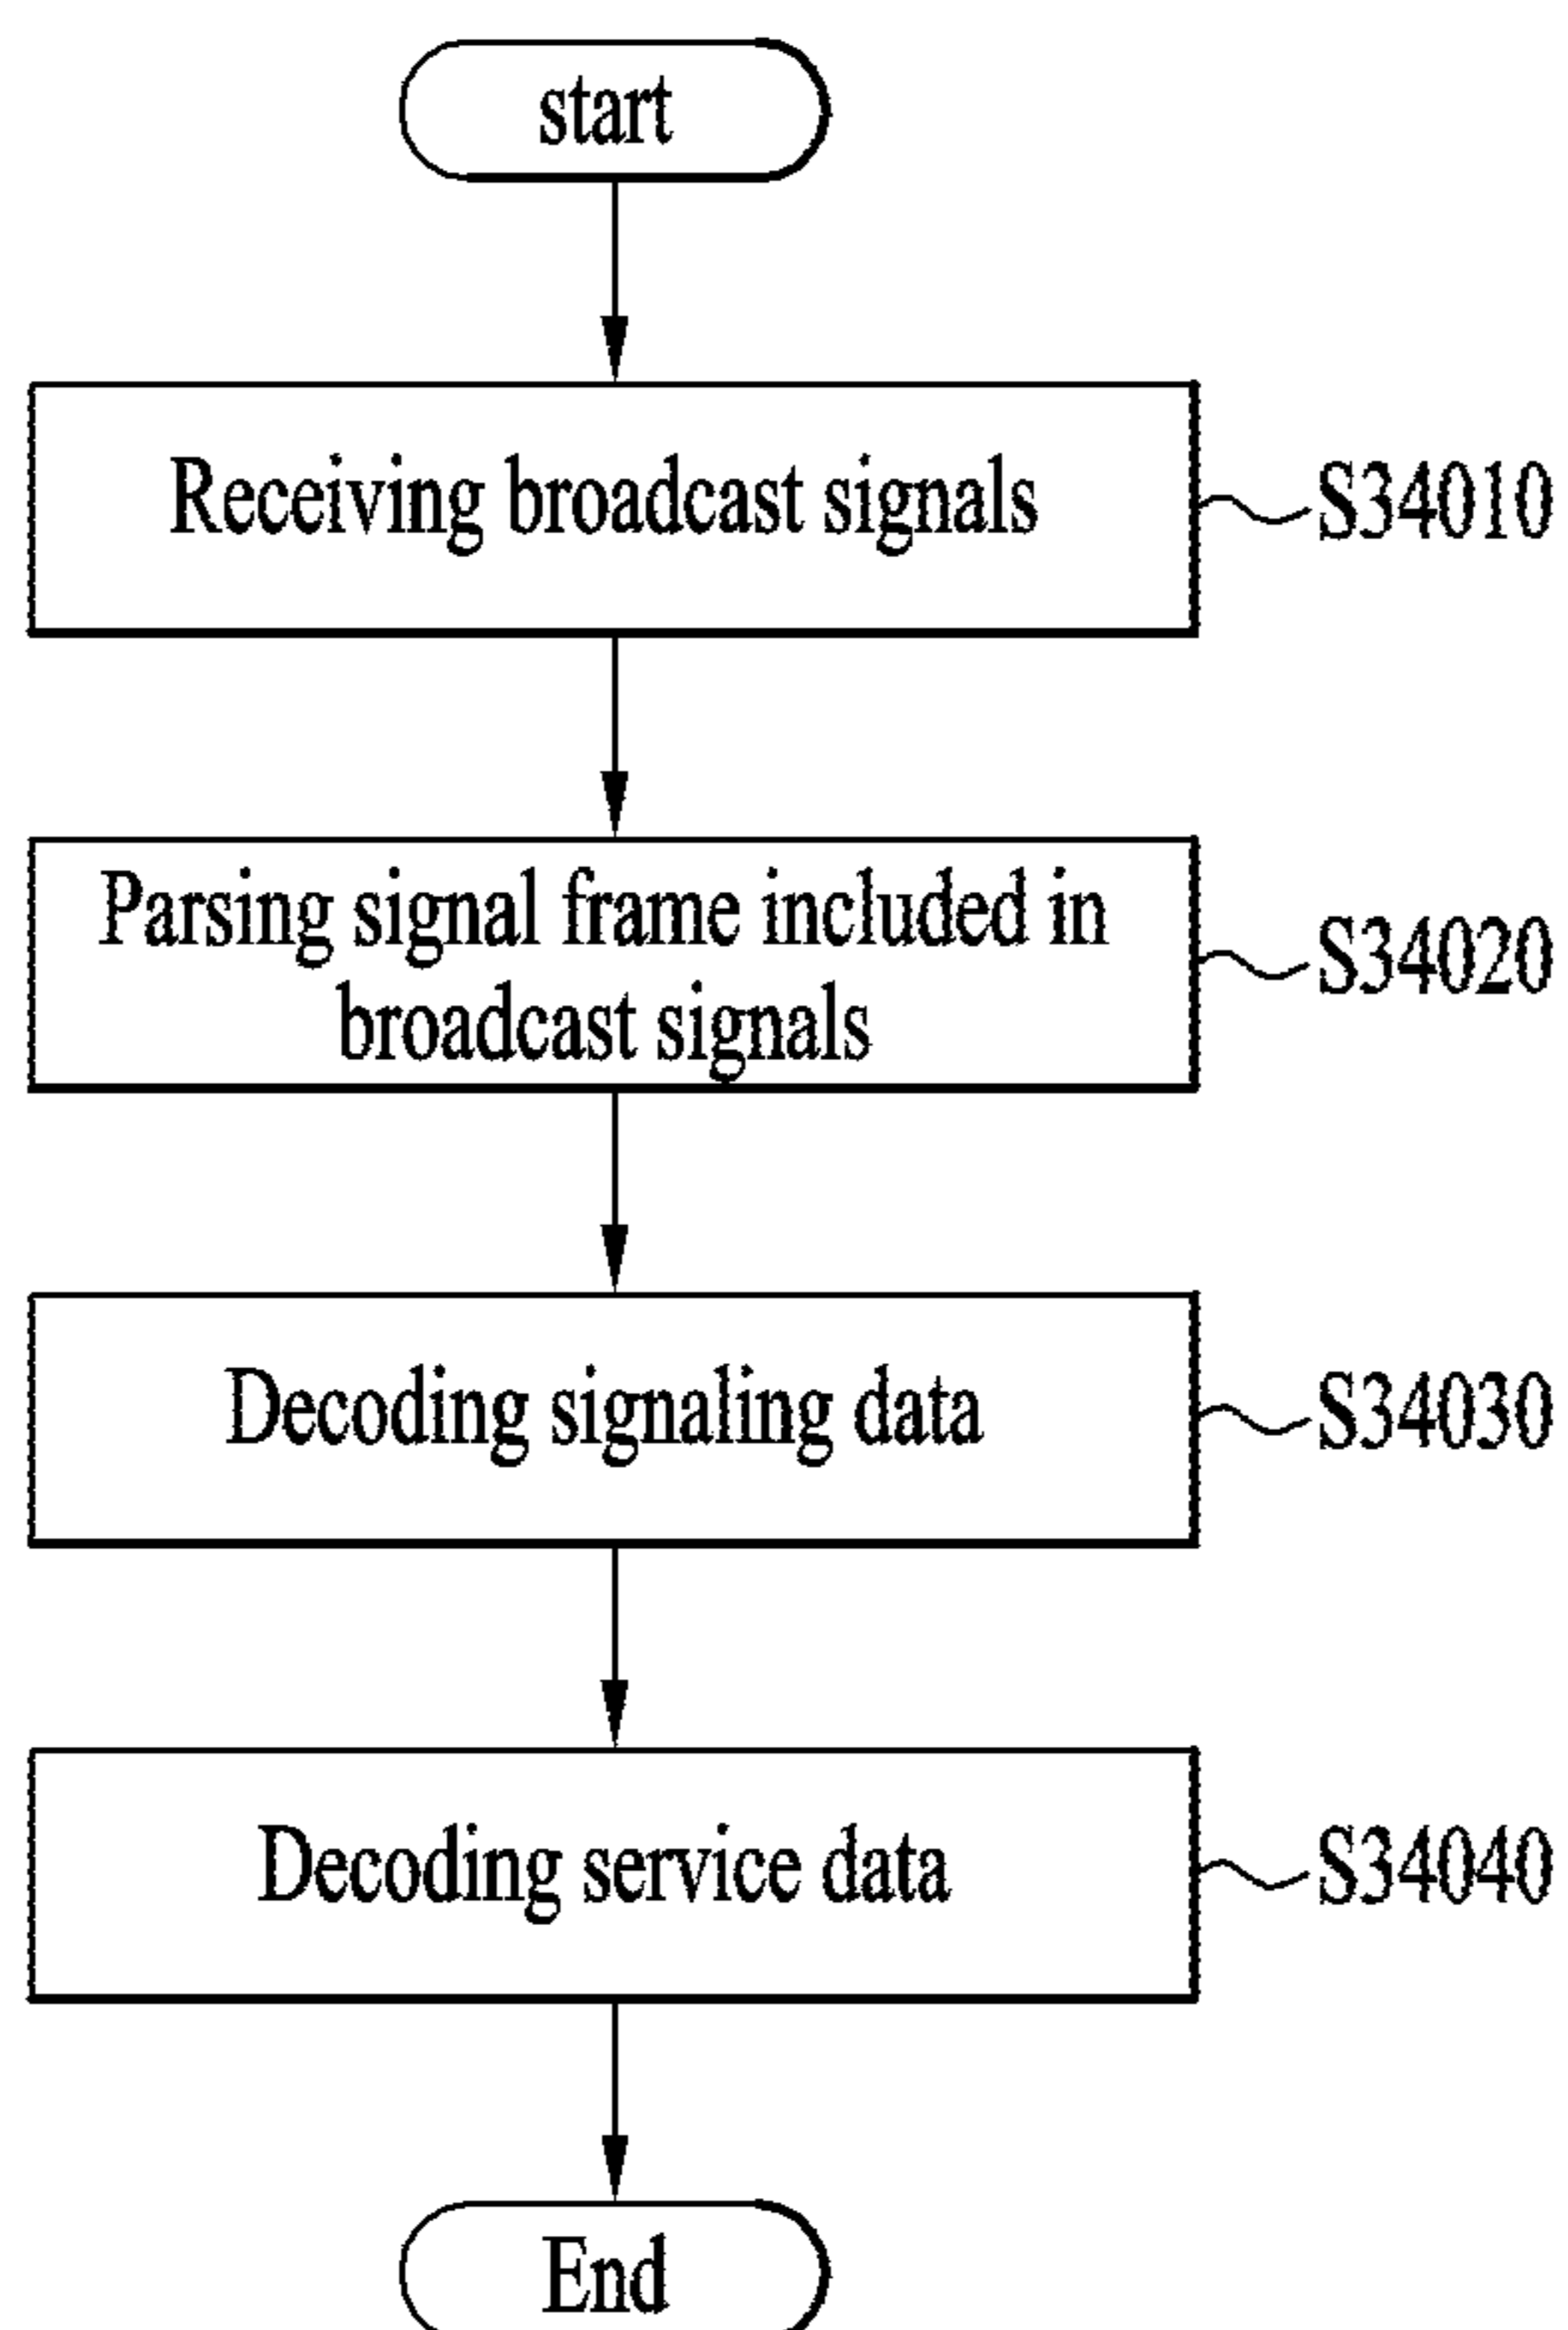 start
Receiving broadcast signals
S34010
Parsing signal frame included in
broadcast signals
S34020
Decoding signaling data
S34030
Decoding service data
S34040
End